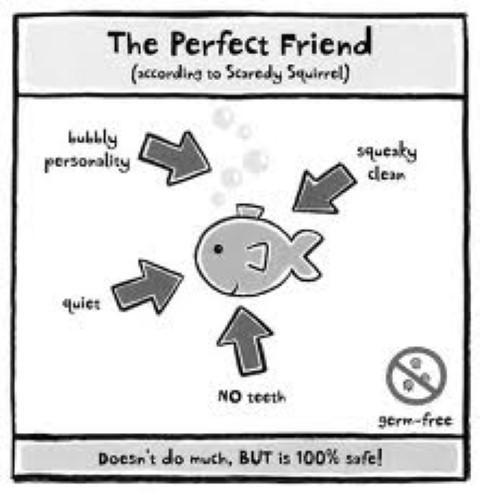 The Perfect Friend
(according to Scaredy Squirrel)
bubbly
personality
squeaky
clean
quiet
NO teeth
germ-free
Doesn't do much, BUT is 100% safe!